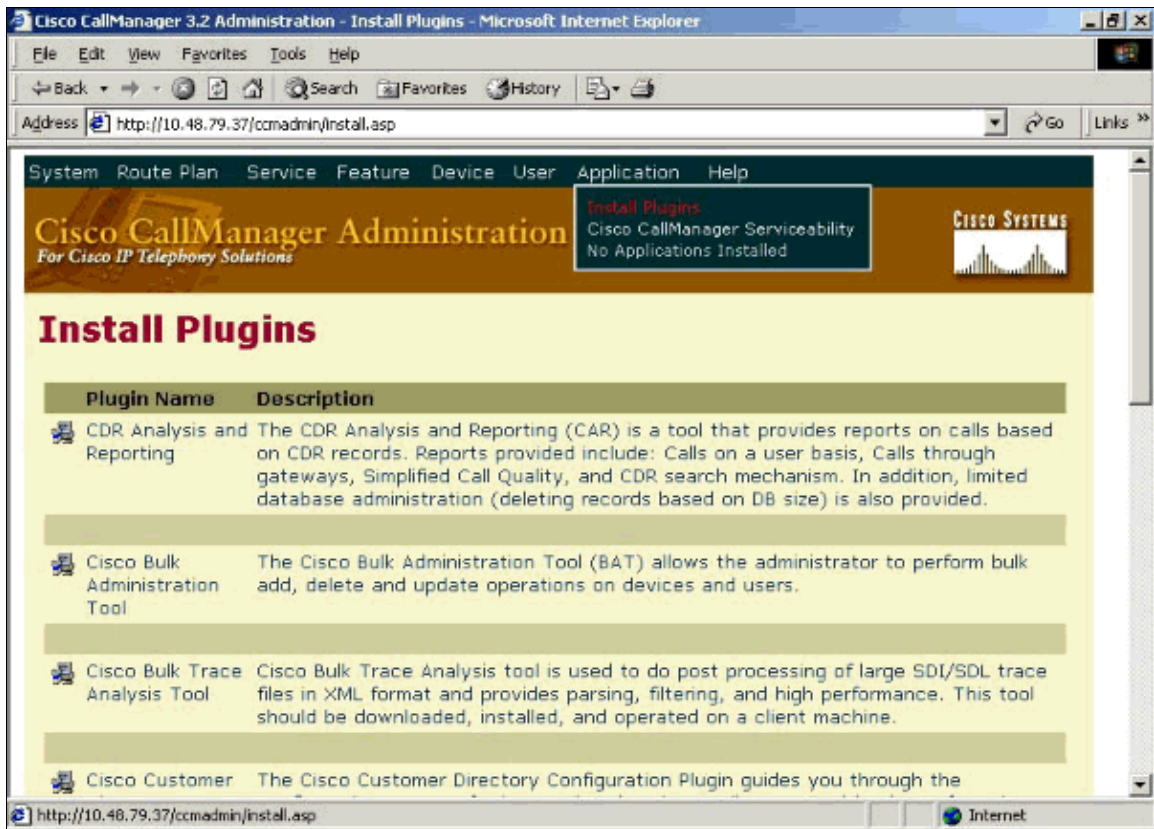 Cisco CallManager 3.2 Administration - Install Plugins - Microsoft Internet Explorer
File Edit View Favorites Tools Help
Back Search Favorites History
Address http://10.48.79.37/ccmadmin/install.asp Go Links »
System Route Plan Service Feature Device User Application Help
Install Plugins
Cisco CallManager Serviceability
No Applications Installed
Cisco CallManager Administration
For Cisco IP Telephony Solutions
CISCO SYSTEMS
Install Plugins
Plugin Name Description
CDR Analysis and The CDR Analysis and Reporting (CAR) is a tool that provides reports on calls based
Reporting on CDR records. Reports provided include: Calls on a user basis, Calls through
gateways, Simplified Call Quality, and CDR search mechanism. In addition, limited
database administration (deleting records based on DB size) is also provided.
Cisco Bulk The Cisco Bulk Administration Tool (BAT) allows the administrator to perform bulk
Administration add, delete and update operations on devices and users.
Tool
Cisco Bulk Trace Cisco Bulk Trace Analysis tool is used to do post processing of large SDI/SDL trace
Analysis Tool files in XML format and provides parsing, filtering, and high performance. This tool
should be downloaded, installed, and operated on a client machine.
Cisco Customer The Cisco Customer Directory Configuration Plugin guides you through the
http://10.48.79.37/ccmadmin/install.asp Internet